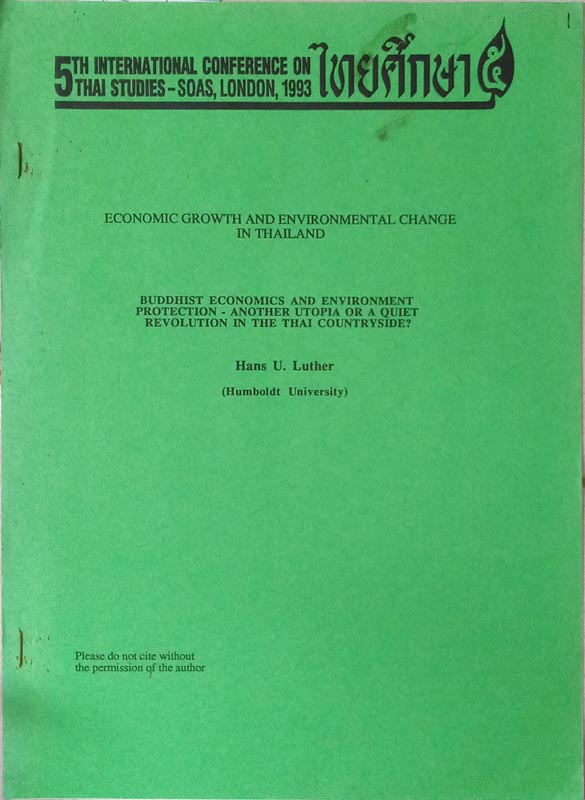 5TH INTERNATIONAL CONFERENCE ON
THAI STUDIES – SOAS, LONDON, 1993
ไทยศึกษา ๕
ECONOMIC GROWTH AND ENVIRONMENTAL CHANGE
IN THAILAND
BUDDHIST ECONOMICS AND ENVIRONMENT
PROTECTION - ANOTHER UTOPIA OR A QUIET
REVOLUTION IN THE THAI COUNTRYSIDE?
Hans U. Luther
(Humboldt University)
Please do not cite without
the permission of the author